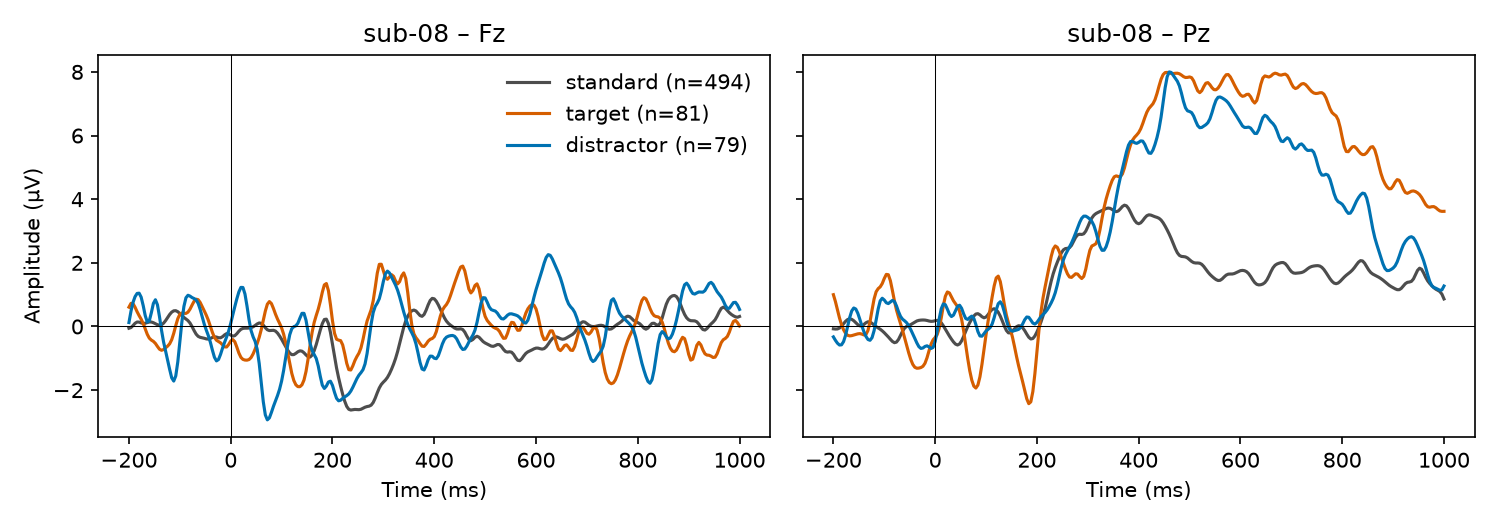 sub-08 – Fz
8
6
4
2
0
−2
Amplitude (µV)
standard (n=494)
target (n=81)
distractor (n=79)
−200 0 200 400 600 800 1000
Time (ms)
sub-08 – Pz
−200 0 200 400 600 800 1000
Time (ms)